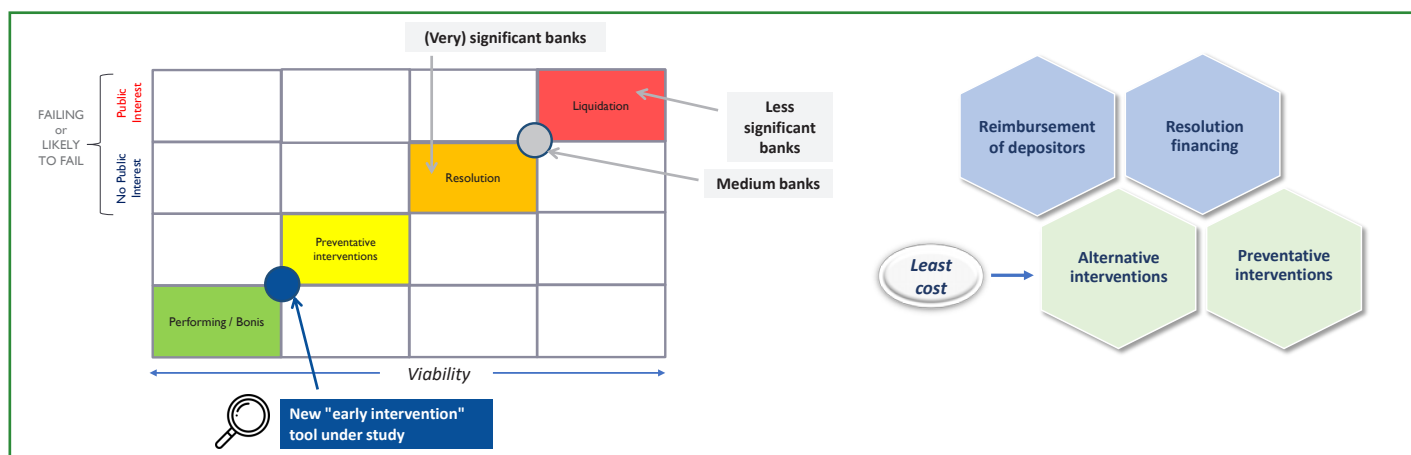 (Very) significant banks
FAILING
or
LIKELY
TO FAIL
Public
Interest
No Public
Interest
Liquidation
Less
significant
banks
Resolution
Medium banks
Preventative
interventions
Performing / Bonis
Viability
New "early intervention"
tool under study
Reimbursement
of depositors
Resolution
financing
Least
cost
Alternative
interventions
Preventative
interventions